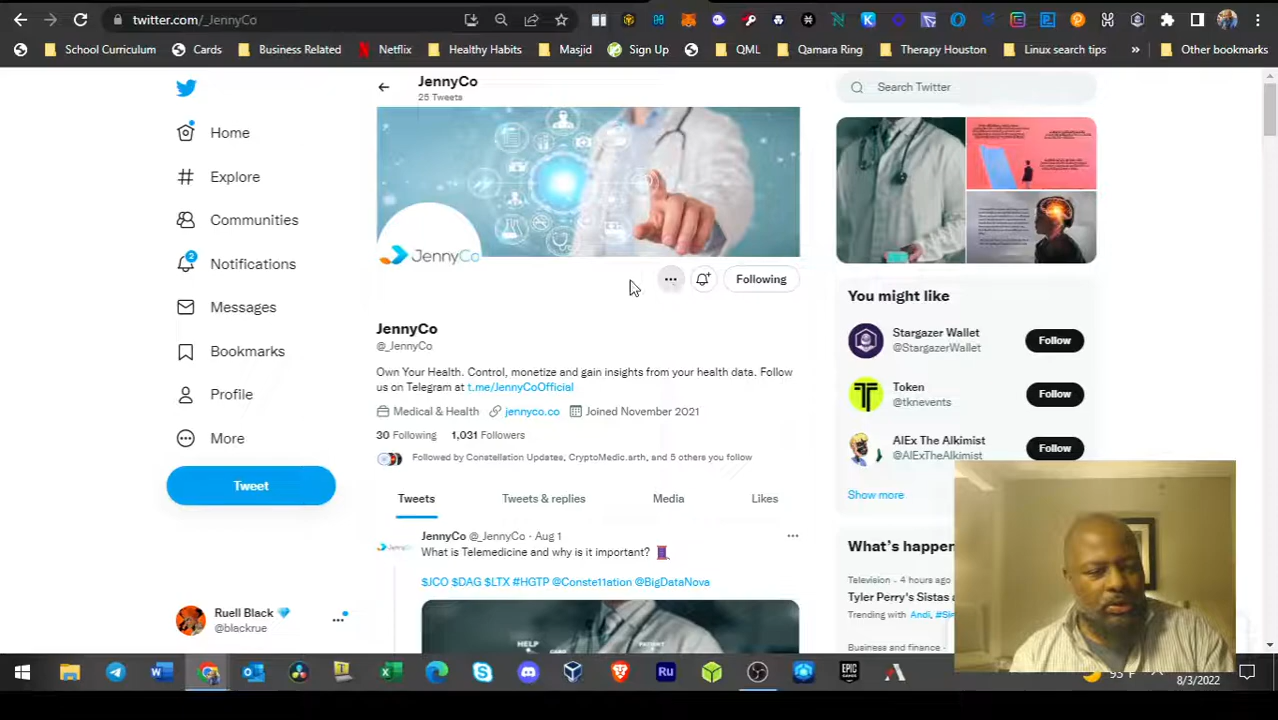 twitter.com/_JennyCo
School Curriculum
Cards
Business Related
Netflix
Healthy Habits
Masjid
Sign Up
QML
Qamara Ring
Therapy Houston
Linux search tips
»
Other bookmarks
JennyCo
25 Tweets
Search Twitter
Home
Explore
Communities
2
Notifications
Messages
Bookmarks
Profile
More
Tweet
JennyCo
Following
JennyCo
@_JennyCo
Own Your Health. Control, monetize and gain insights from your health data. Follow
us on Telegram at t.me/JennyCoOfficial
Medical & Health jennyco.co Joined November 2021
30 Following 1,031 Followers
Followed by Constellation Updates, CryptoMedic.arth, and 5 others you follow
Tweets Tweets & replies Media Likes
JennyCo @_JennyCo · Aug 1
What is Telemedicine and why is it important?
$JCO $DAG $LTX #HGTP @Conste11ation @BigDataNova
HELP
PATIENT
You might like
Stargazer Wallet
@StargazerWallet
Follow
Token
@tknevents
Follow
AlEx The Alkimist
@AlExTheAlkimist
Follow
Show more
What's happen
Television · 4 hours ago
Tyler Perry's Sistas
Trending with Andi,
Business and finance ·
Ruell Black
@blackrue
Ru
EPIC
GAMES
95°F
8/3/2022